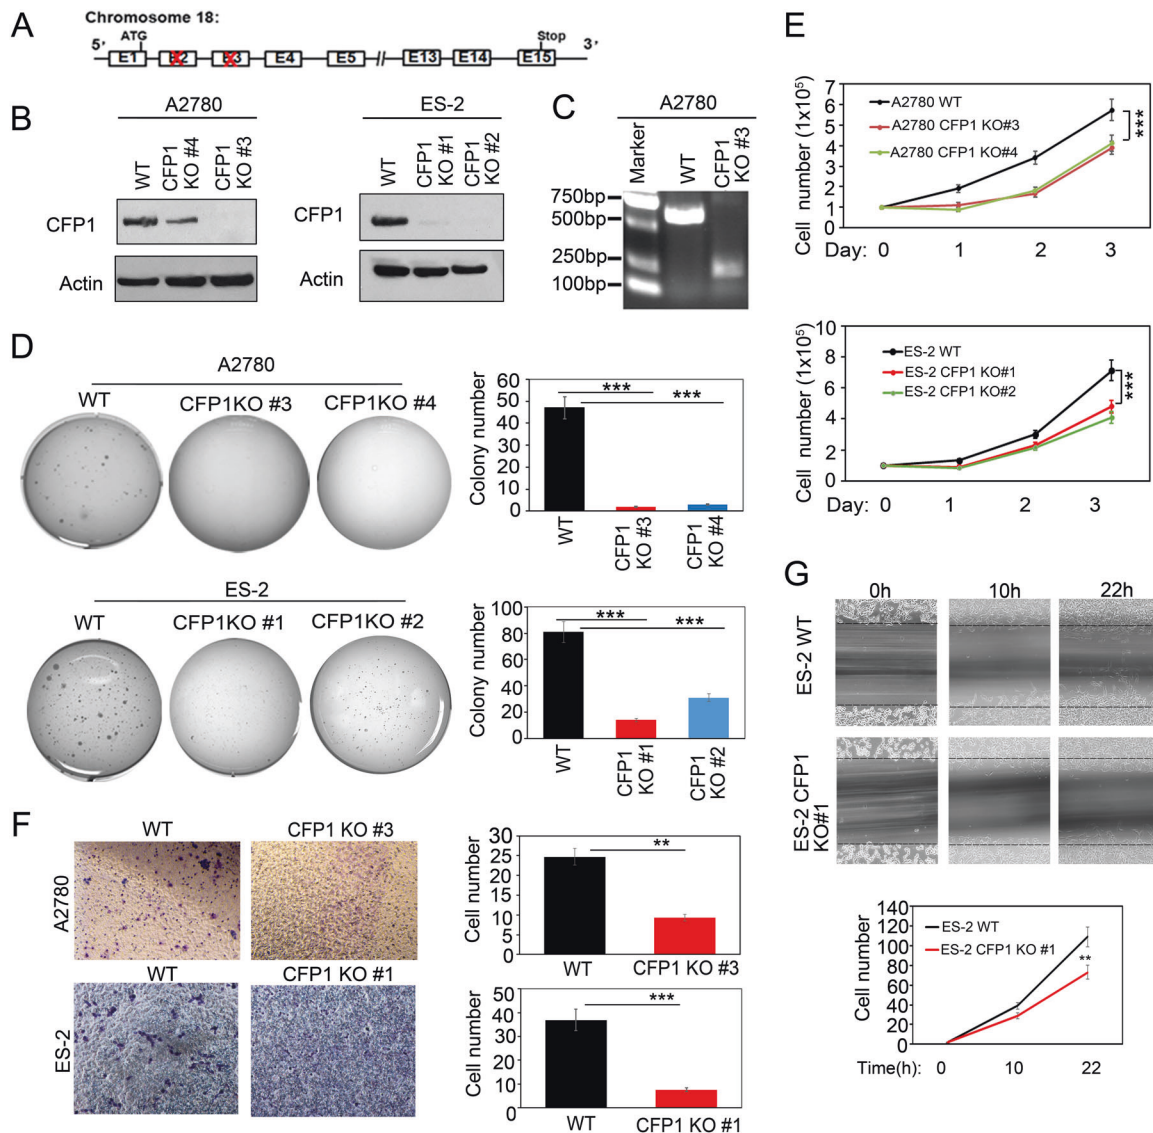 A
Chromosome 18:
ATG
Stop
5'
3'
E1
E2
E3
E4
E5
//
E13
E14
E15
B
A2780
ES-2
WT
CFP1
KO #4
CFP1
KO #3
WT
CFP1
KO #1
CFP1
KO #2
CFP1
Actin
CFP1
Actin
C
A2780
Marker
WT
CFP1
KO #3
750bp
500bp
250bp
100bp
D
A2780
WT
CFP1KO #3
CFP1KO #4
Colony number
60
50
40
30
20
10
0
***
***
WT
CFP1
KO #3
CFP1
KO #4
ES-2
WT
CFP1KO #1
CFP1KO #2
Colony number
100
80
60
40
20
0
***
***
WT
CFP1
KO #1
CFP1
KO #2
E
Cell number (1x10⁵)
7
6
5
4
3
2
1
0
A2780 WT
A2780 CFP1 KO#3
A2780 CFP1 KO#4
***
Day: 0 1 2 3
Cell number (1x10⁵)
10
8
6
4
2
0
ES-2 WT
ES-2 CFP1 KO#1
ES-2 CFP1 KO#2
***
Day: 0 1 2 3
F
WT
CFP1 KO #3
A2780
WT
CFP1 KO #1
ES-2
Cell number
30
25
20
15
10
5
0
**
WT
CFP1 KO #3
Cell number
50
40
30
20
10
0
***
WT
CFP1 KO #1
G
0h
10h
22h
ES-2 WT
ES-2 CFP1
KO#1
Cell number
140
120
100
80
60
40
20
0
ES-2 WT
ES-2 CFP1 KO #1
**
Time(h): 0 10 22